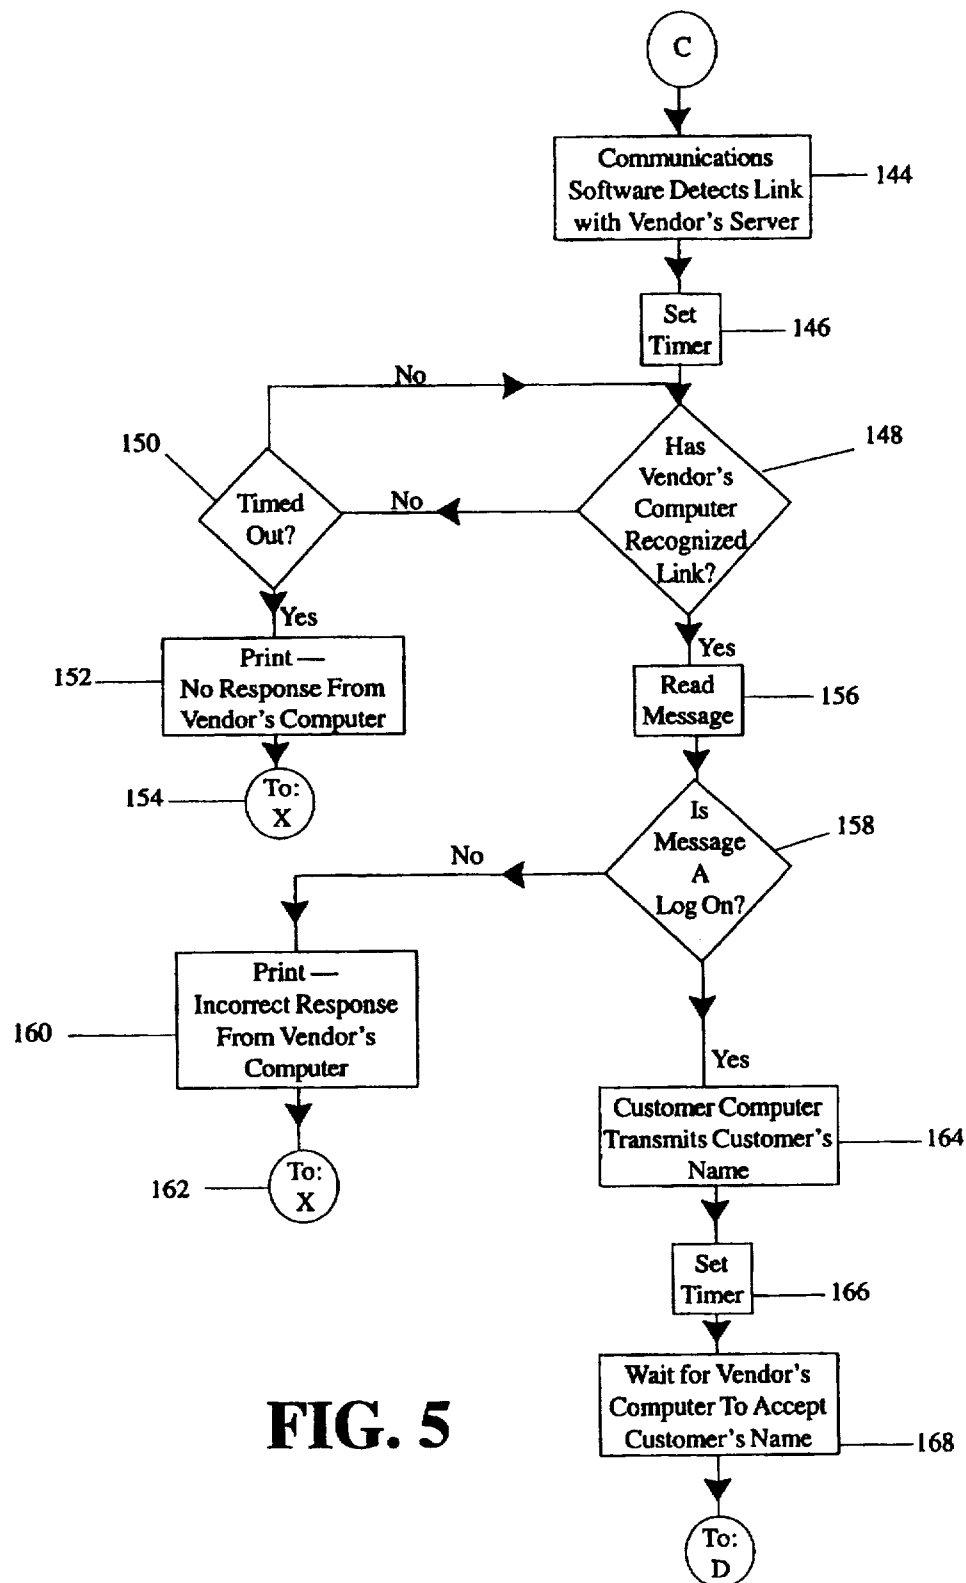 C
Communications
Software Detects Link
with Vendor's Server
144
Set
Timer
146
No
150
Timed
Out?
No
Has
Vendor's
Computer
Recognized
Link?
148
Yes
Print —
No Response From
Vendor's Computer
152
Yes
Read
Message
156
To:
X
154
Is
Message
A
Log On?
158
No
Print —
Incorrect Response
From Vendor's
Computer
160
Yes
Customer Computer
Transmits Customer's
Name
164
To:
X
162
Set
Timer
166
Wait for Vendor's
Computer To Accept
Customer's Name
168
FIG. 5
To:
D